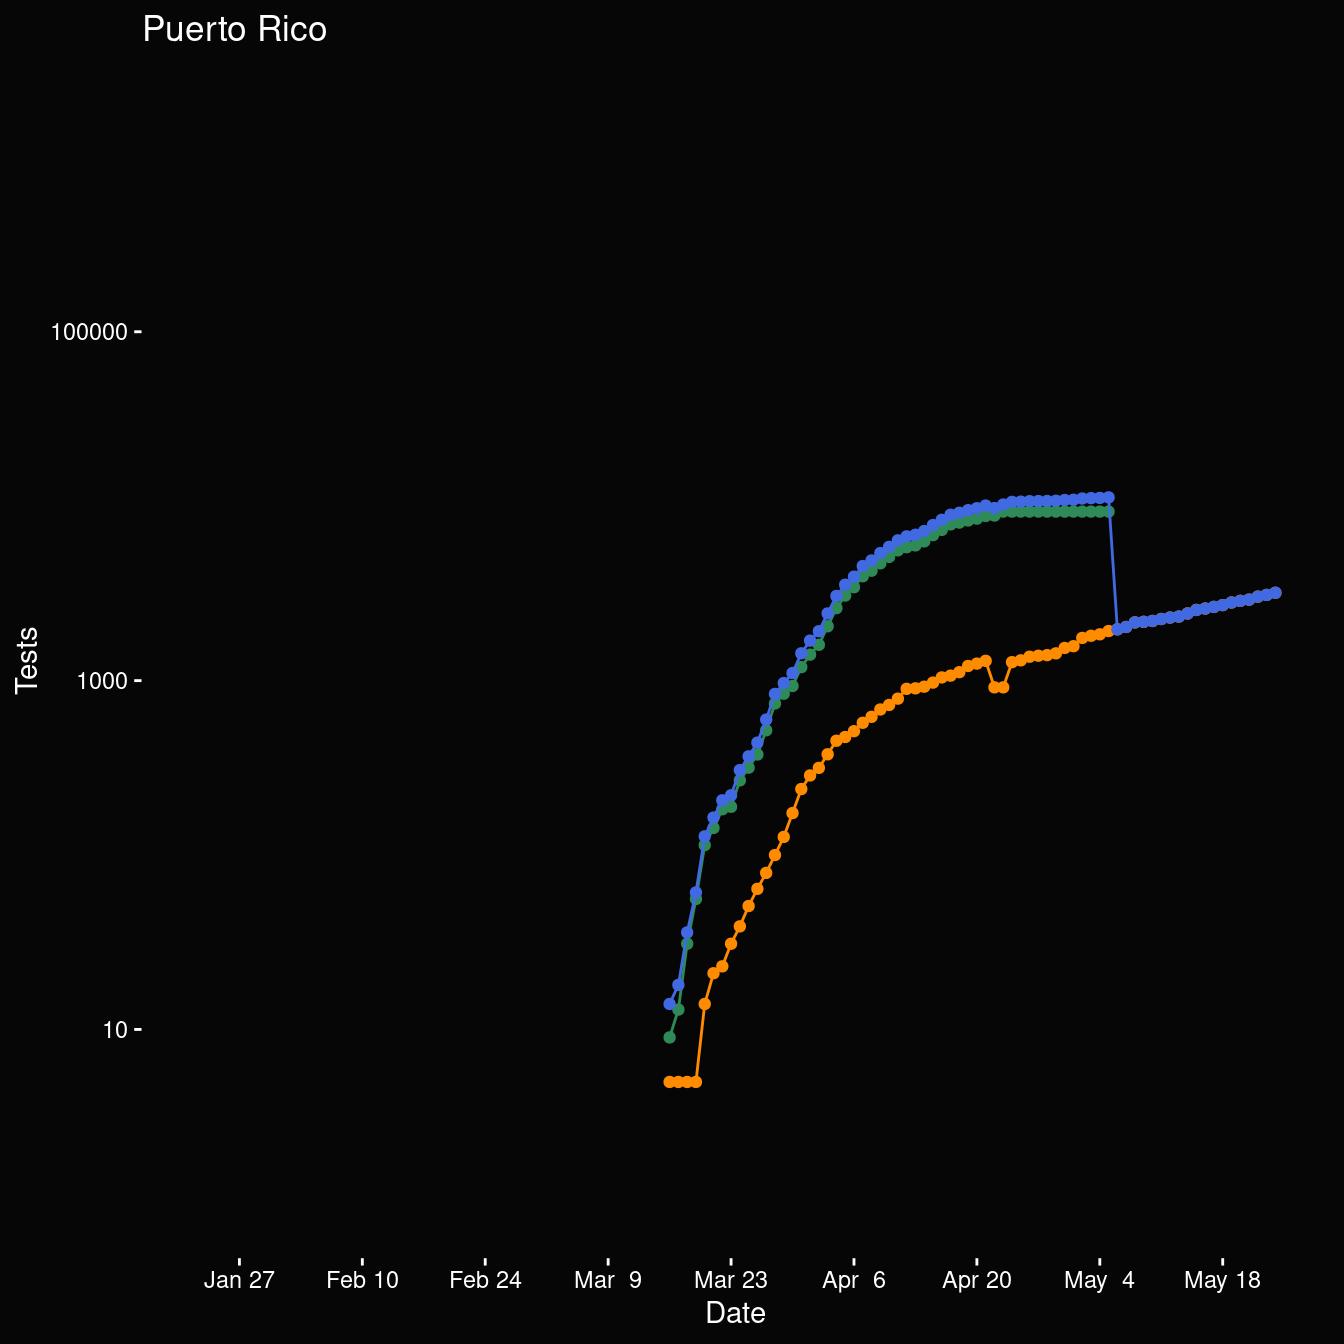 Puerto Rico
100000
1000
10
Tests
Jan 27
Feb 10
Feb 24
Mar  9
Mar 23
Apr  6
Apr 20
May  4
May 18
Date